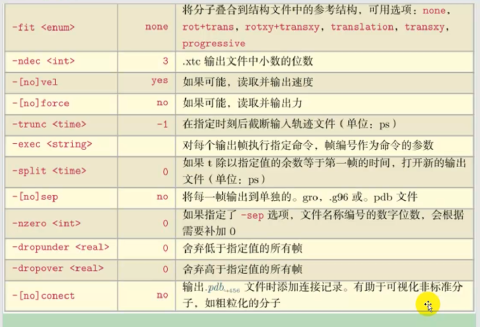 将分子叠合到结构文件中的参考结构，可用选项：none，
-fit <enum> none rot+trans，rotxy+transxy，translation，transxy，
progressive
-ndec <int> 3 .xtc 输出文件中小数的位数
-[no]vel yes 如果可能，读取并输出速度
-[no]force no 如果可能，读取并输出力
-trunc <time> -1 在指定时刻后截断输入轨迹文件（单位：ps）
-exec <string> 对每个输出帧执行指定命令，帧编号作为命令的参数
-split <time> 0 如果 t 除以指定值的余数等于第一帧的时间，打开新的输出
文件（单位：ps）
-[no]sep no 将每一帧输出到单独的。gro，.g96 或。pdb 文件
-nzero <int> 0 如果指定了 -sep 选项，文件名称编号的数字位数，会根据
需要补加 0
-dropunder <real> 0 舍弃低于指定值的所有帧
-dropover <real> 0 舍弃高于指定值的所有帧
-[no]conect no 输出.pdb 文件时添加连接记录。有助于可视化非标准分
子，如粗粒化的分子